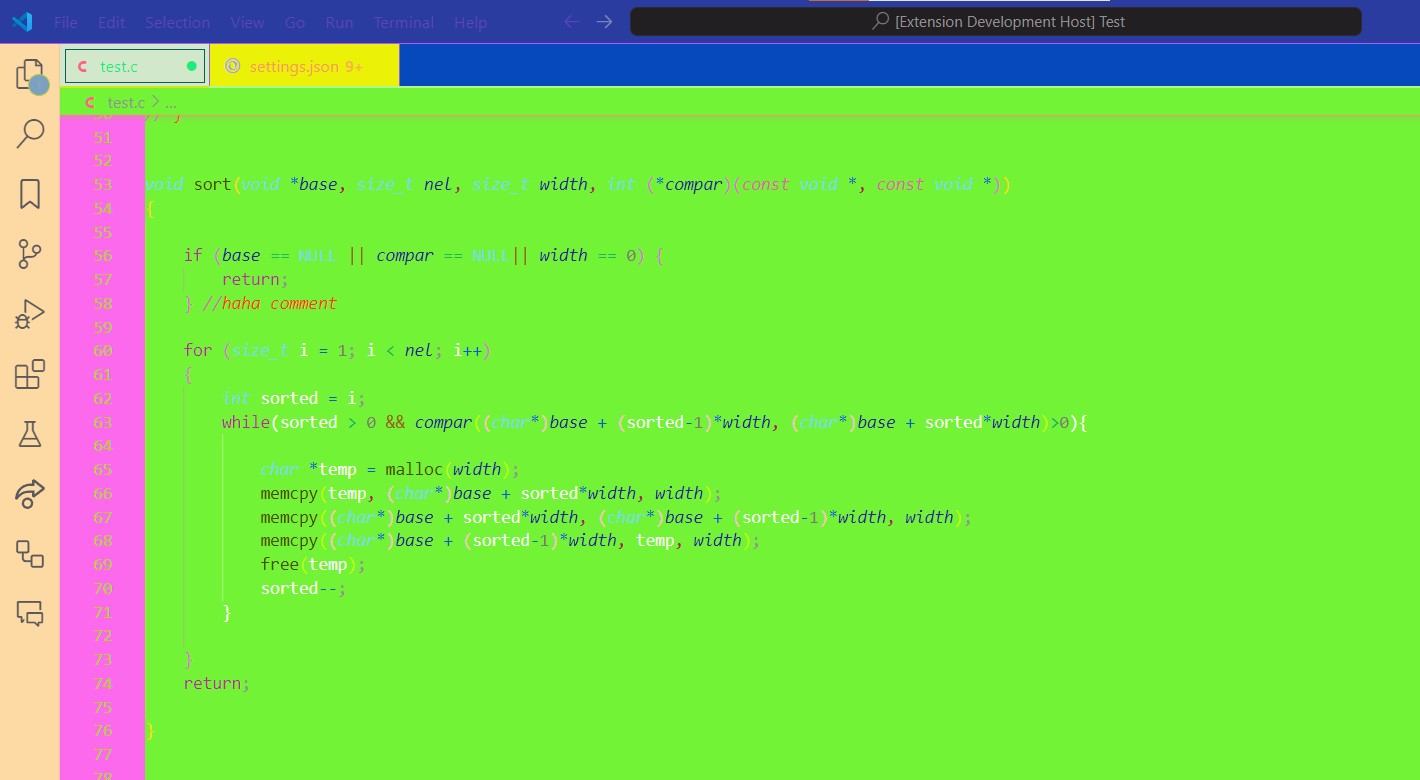 File Edit Selection View Go Run Terminal Help [Extension Development Host] Test
C test.c settings.json 9+
C test.c > ...
50 // }
51
52
53 void sort(void *base, size_t nel, size_t width, int (*compar)(const void *, const void *))
54 {
55
56 if (base == NULL || compar == NULL|| width == 0) {
57 return;
58 } //haha comment
59
60 for (size_t i = 1; i < nel; i++)
61 {
62 int sorted = i;
63 while(sorted > 0 && compar((char*)base + (sorted-1)*width, (char*)base + sorted*width)>0){
64
65 char *temp = malloc(width);
66 memcpy(temp, (char*)base + sorted*width, width);
67 memcpy((char*)base + sorted*width, (char*)base + (sorted-1)*width, width);
68 memcpy((char*)base + (sorted-1)*width, temp, width);
69 free(temp);
70 sorted--;
71 }
72
73 }
74 return;
75
76 }
77
78